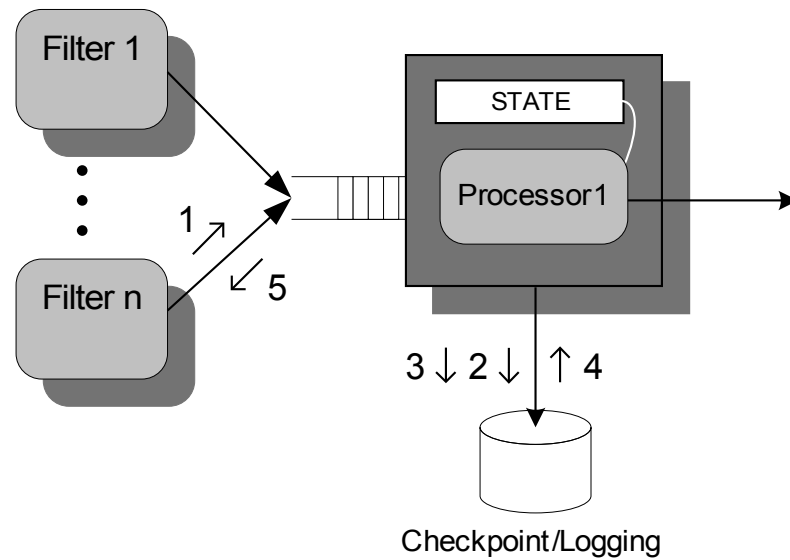 Filter 1
STATE
Processor1
1
5
Filter n
3 ↓ 2 ↓ ↑ 4
Checkpoint/Logging